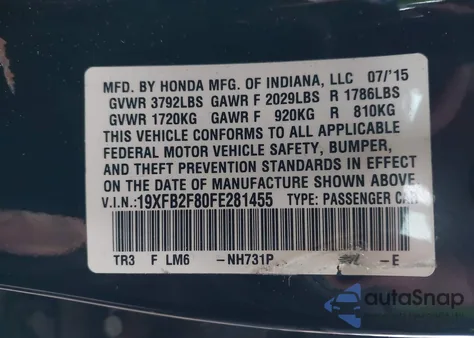 MFD. BY HONDA MFG. OF INDIANA, LLC 07/'15
GVWR 3792LBS GAWR F 2029LBS R 1786LBS
GVWR 1720KG GAWR F 920KG R 810KG
THIS VEHICLE CONFORMS TO ALL APPLICABLE
FEDERAL MOTOR VEHICLE SAFETY, BUMPER,
AND THEFT PREVENTION STANDARDS IN EFFECT
ON THE DATE OF MANUFACTURE SHOWN ABOVE.
V.I.N.:19XFB2F80FE281455 TYPE: PASSENGER CAR
TR3 F LM6 -NH731P -E
autoSnap